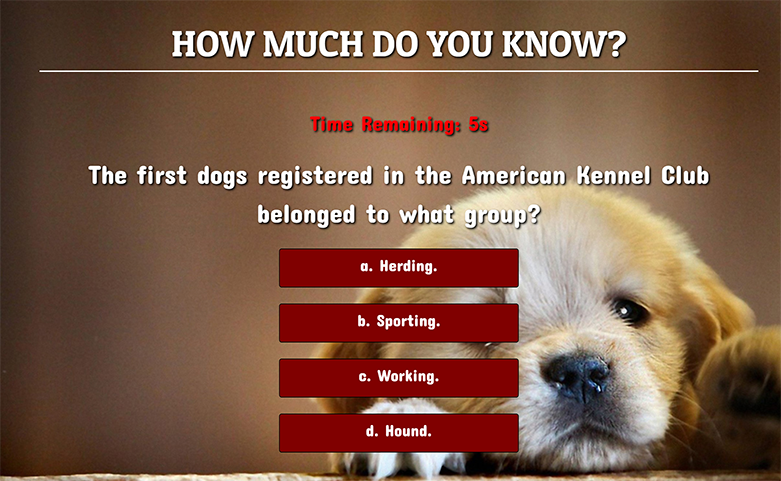 HOW MUCH DO YOU KNOW?
Time Remaining: 5s
The first dogs registered in the American Kennel Club
belonged to what group?
a. Herding.
b. Sporting.
c. Working.
d. Hound.